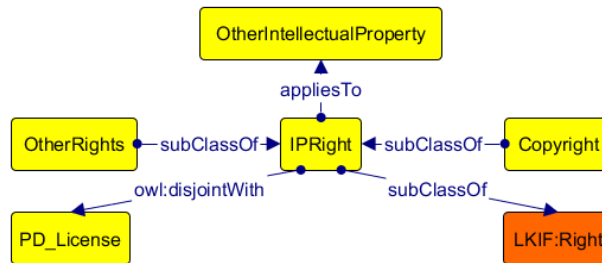 OtherIntellectualProperty
appliesTo
OtherRights
subClassOf
IPRight
subClassOf
Copyright
owl:disjointWith
subClassOf
PD_License
LKIF:Right